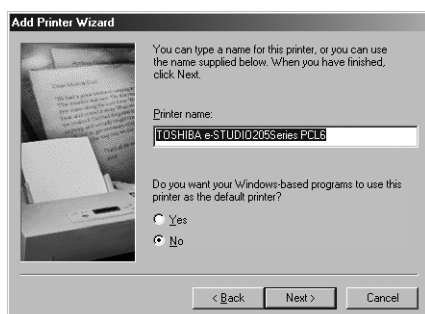 Add Printer Wizard
You can type a name for this printer, or you can use
the name supplied below. When you have finished,
click Next.
Printer name:
TOSHIBA e-STUDIO205Series PCL6
Do you want your Windows-based programs to use this
printer as the default printer?
Yes
No
< Back
Next >
Cancel